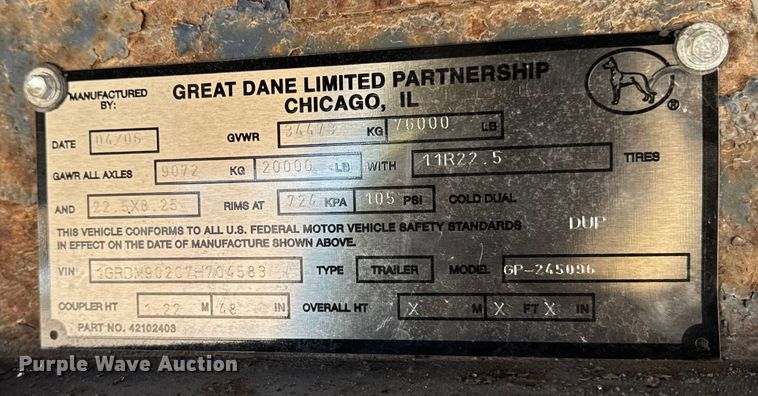 MANUFACTURED BY: GREAT DANE LIMITED PARTNERSHIP
CHICAGO, IL
®
DATE 04/06 GVWR 34473 KG 76000 LB
GAWR ALL AXLES 9072 KG 20000 LB WITH 11R22.5 TIRES
AND 22.5X8.25 RIMS AT 724 KPA 105 PSI COLD DUAL
THIS VEHICLE CONFORMS TO ALL U.S. FEDERAL MOTOR VEHICLE SAFETY STANDARDS DUP
IN EFFECT ON THE DATE OF MANUFACTURE SHOWN ABOVE.
VIN 1GRDM90207H704583 TYPE TRAILER MODEL GP-245096
COUPLER HT 1.22 M 48 IN OVERALL HT X M X FT X IN
PART NO. 42102403
Purple Wave Auction